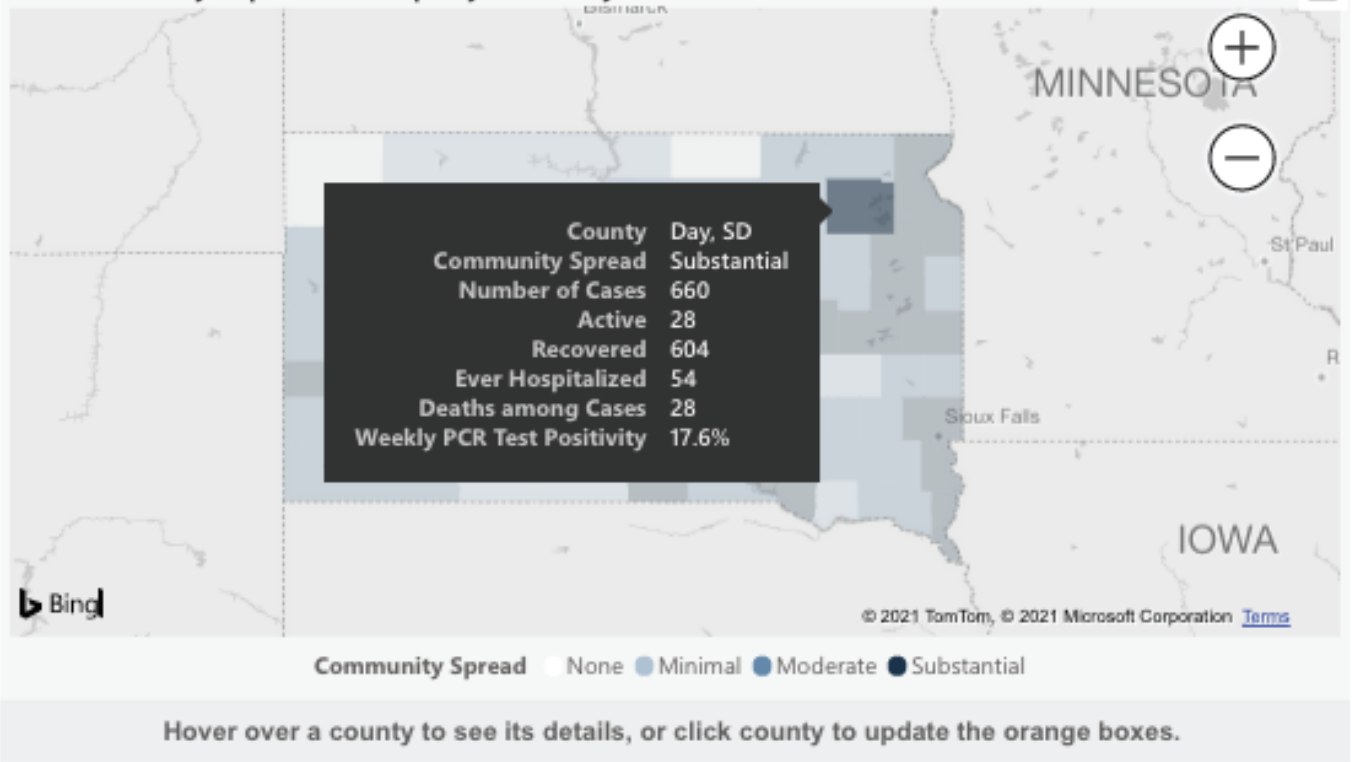 Bismarck
MINNESOTA
St Paul
County Day, SD
Community Spread Substantial
Number of Cases 660
Active 28
Recovered 604
Ever Hospitalized 54
Deaths among Cases 28
Weekly PCR Test Positivity 17.6%
R
Sioux Falls
IOWA
Bing
© 2021 TomTom, © 2021 Microsoft Corporation Terms
Community Spread None Minimal Moderate Substantial
Hover over a county to see its details, or click county to update the orange boxes.